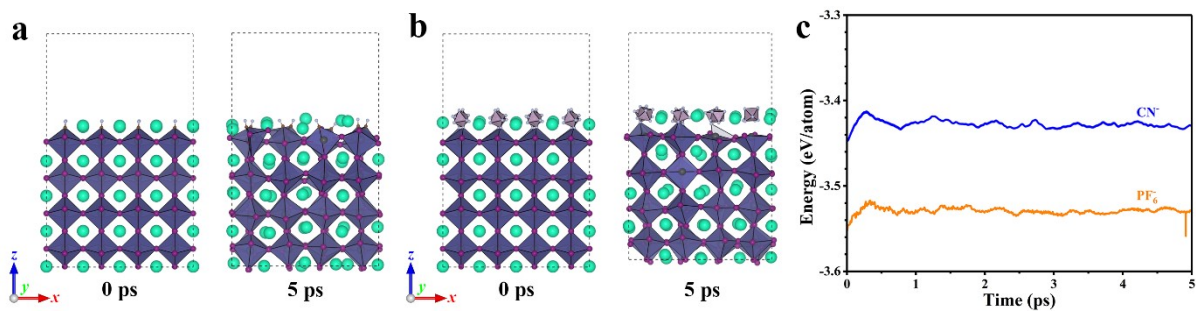 a
z
y
x
0 ps
5 ps
b
z
y
x
0 ps
5 ps
c
Energy (eV/atom)
-3.3
-3.4
-3.5
-3.6
CN⁻
PF₆⁻
0
1
2
3
4
5
Time (ps)